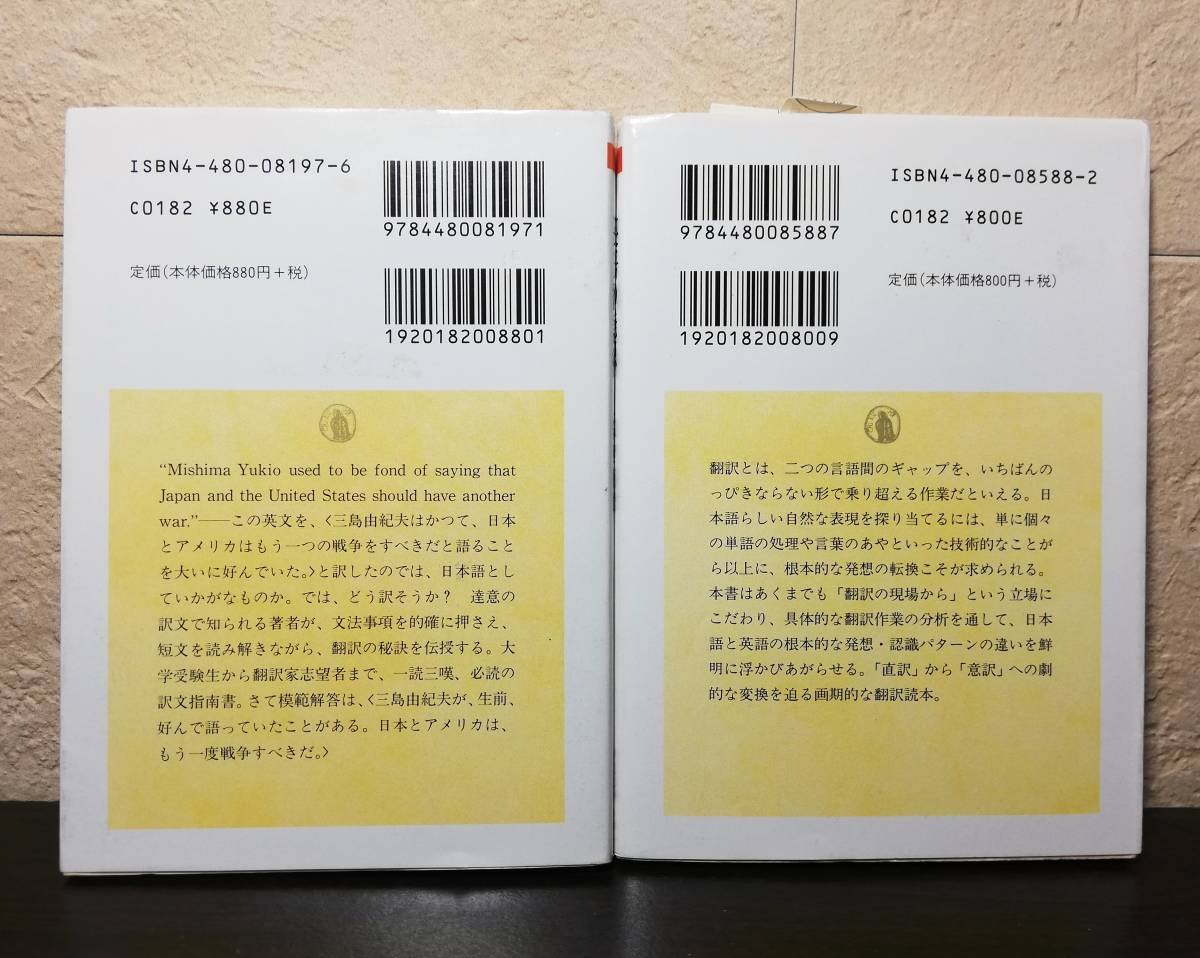 ISBN4-480-08197-6
C0182 ¥880E
定価(本体価格880円+税)
9784480081971
1920182008801
“Mishima Yukio used to be fond of saying that
Japan and the United States should have another
war.”——この英文を、〈三島由紀夫はかつて、日本
とアメリカはもう一つの戦争をすべきだと語ること
を大いに好んでいた。〉と訳したのでは、日本語とし
ていかがなものか。では、どう訳そうか? 達意の
訳文で知られる著者が、文法事項を的確に押さえ、
短文を読み解きながら、翻訳の秘訣を伝授する。大
学受験生から翻訳家志望者まで、一読三嘆、必読の
訳文指南書。さて模範解答は、〈三島由紀夫が、生前、
好んで語っていたことがある。日本とアメリカは、
もう一度戦争すべきだ。〉
9784480085887
1920182008009
ISBN4-480-08588-2
C0182 ¥800E
定価(本体価格800円+税)
翻訳とは、二つの言語間のギャップを、いちばんの
っぴきならない形で乗り超える作業だといえる。日
本語らしい自然な表現を探り当てるには、単に個々
の単語の処理や言葉のあやといった技術的なことが
ら以上に、根本的な発想の転換こそが求められる。
本書はあくまでも「翻訳の現場から」という立場に
こだわり、具体的な翻訳作業の分析を通して、日本
語と英語の根本的な発想・認識パターンの違いを鮮
明に浮かびあがらせる。「直訳」から「意訳」への劇
的な変換を迫る画期的な翻訳読本。